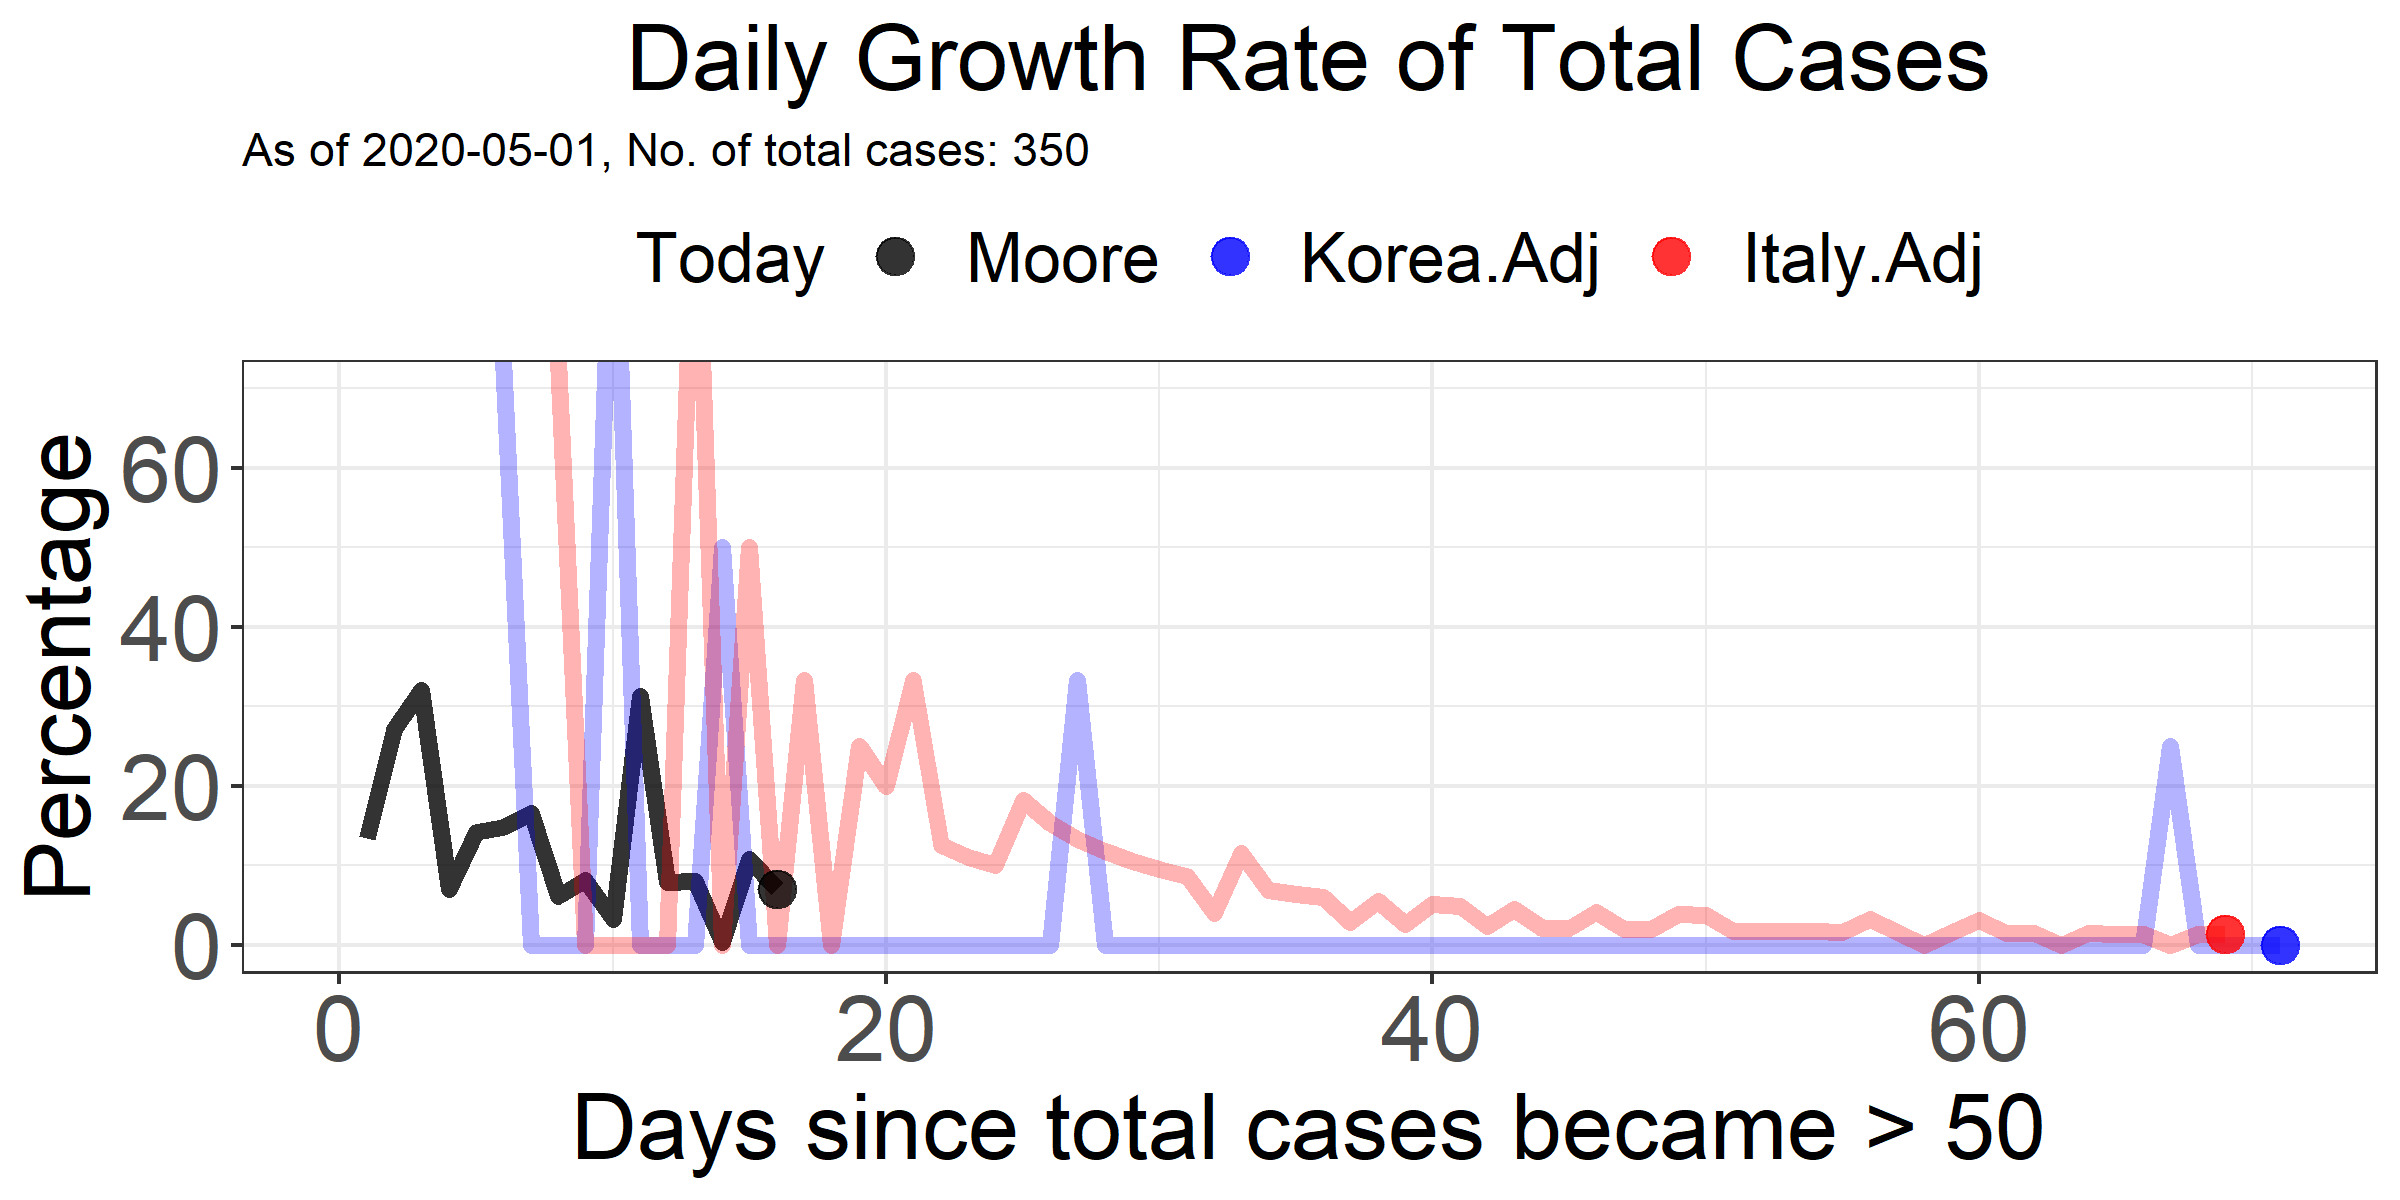 Daily Growth Rate of Total Cases
As of 2020-05-01, No. of total cases: 350
Today Moore Korea.Adj Italy.Adj
Percentage
60
40
20
0
0 20 40 60
Days since total cases became > 50